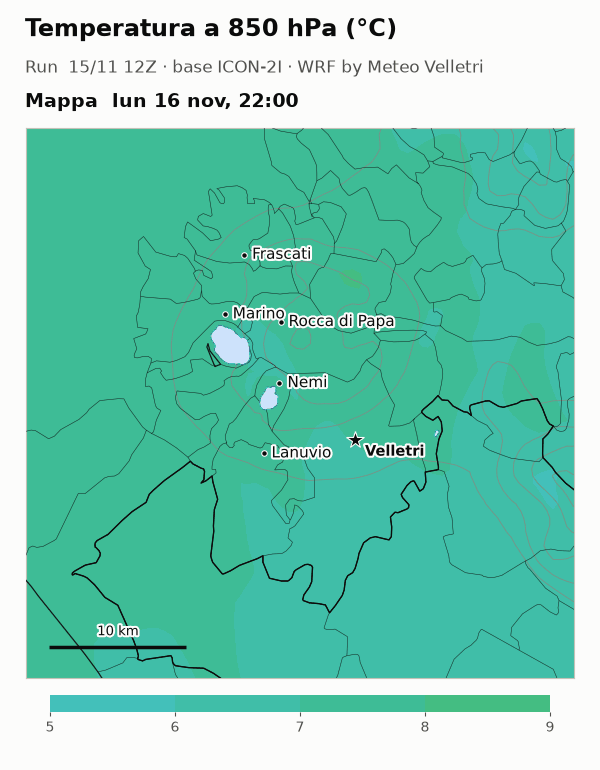 Temperatura a 850 hPa (°C)
Run  15/11 12Z · base ICON-2I · WRF by Meteo Velletri
Mappa  lun 16 nov, 22:00
Frascati
Marino
Rocca di Papa
Nemi
Velletri
Lanuvio
10 km
5 6 7 8 9